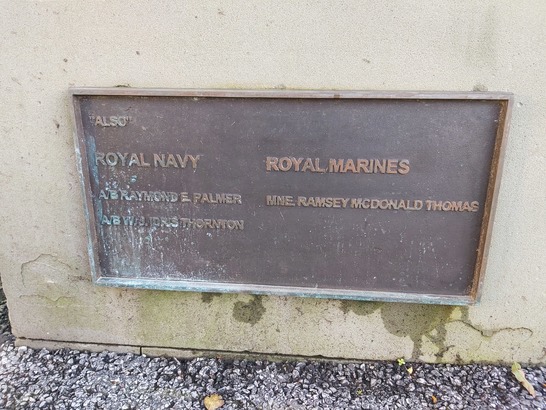 "ALSO"
ROYAL NAVY
A/B RAYMOND E. PALMER
A/B THORNTON
ROYAL MARINES
MNE. RAMSEY MCDONALD THOMAS